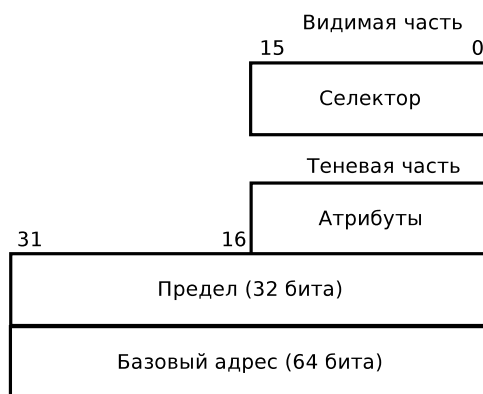 Видимая часть
15 0
Селектор
Теневая часть
Атрибуты
31 16
Предел (32 бита)
Базовый адрес (64 бита)